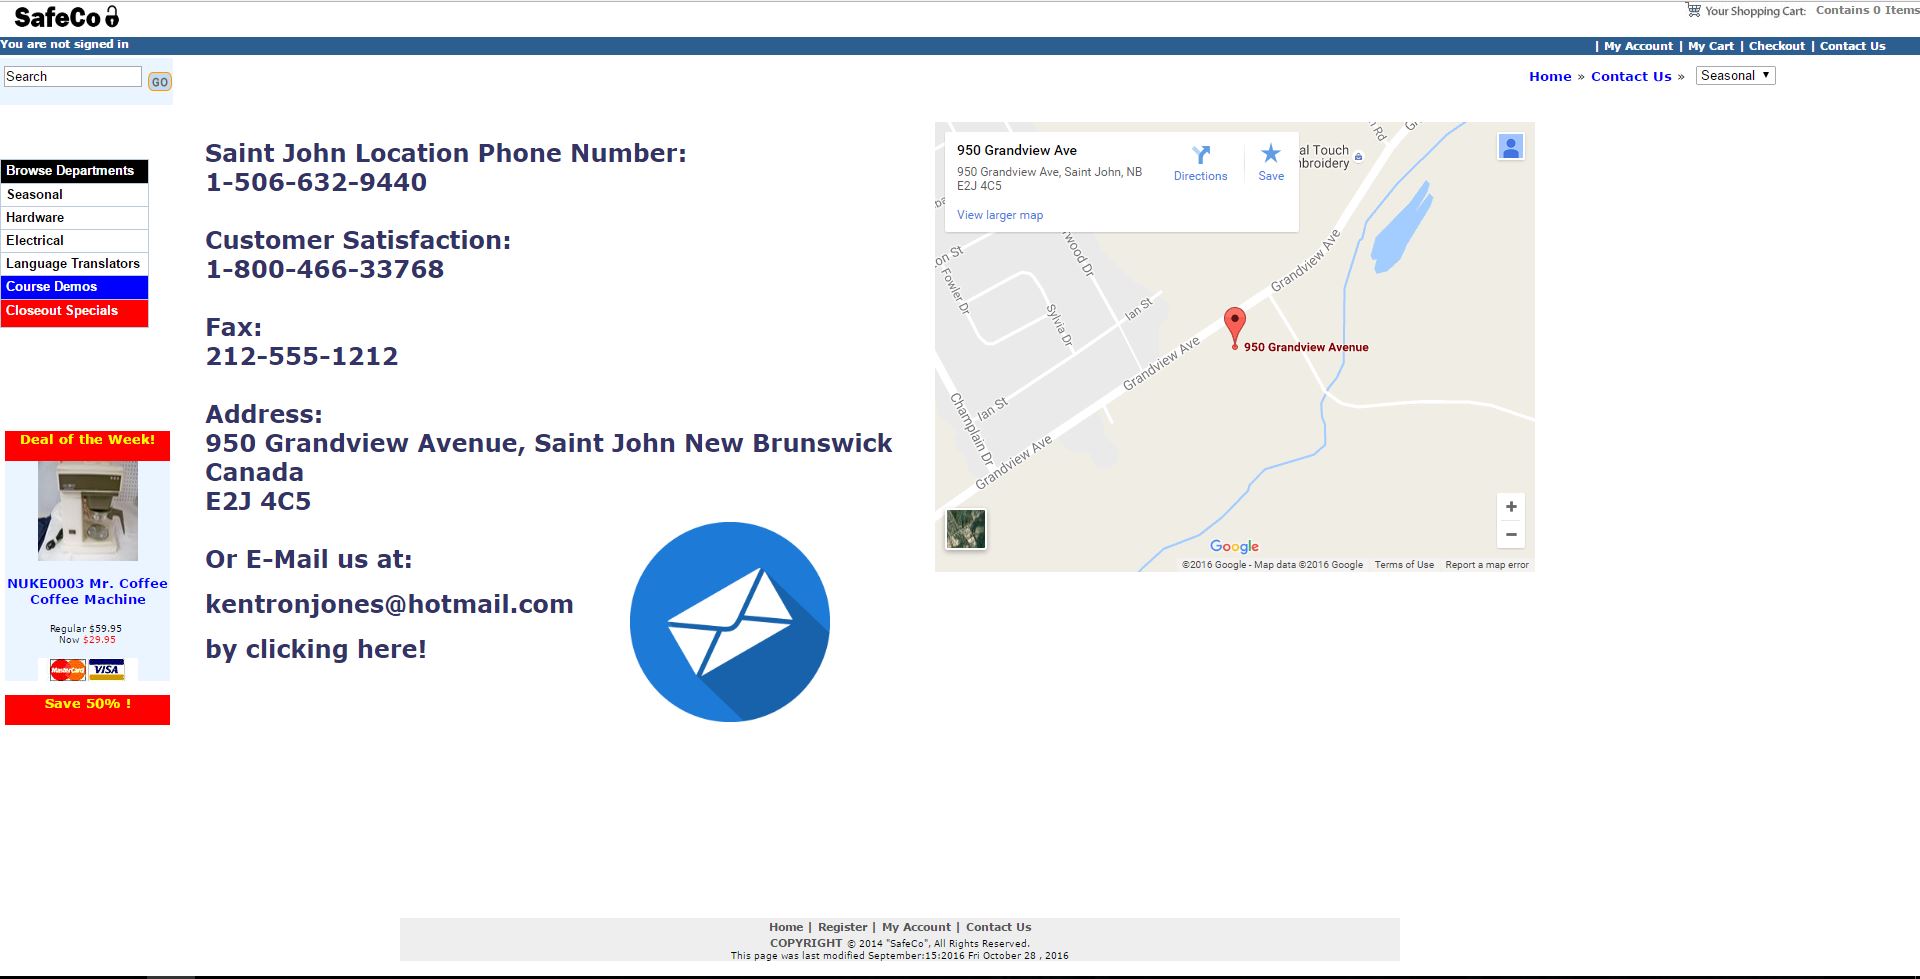 SafeCo
Your Shopping Cart: Contains 0 Items
You are not signed in
| My Account | My Cart | Checkout | Contact Us
Search GO
Home » Contact Us » Seasonal
Browse Departments
Seasonal
Hardware
Electrical
Language Translators
Course Demos
Closeout Specials
Deal of the Week!
NUKE0003 Mr. Coffee
Coffee Machine
Regular $59.95
Now $29.95
MasterCard VISA
Save 50% !
Saint John Location Phone Number:
1-506-632-9440
Customer Satisfaction:
1-800-466-33768
Fax:
212-555-1212
Address:
950 Grandview Avenue, Saint John New Brunswick
Canada
E2J 4C5
Or E-Mail us at:
kentronjones@hotmail.com
by clicking here!
950 Grandview Ave
950 Grandview Ave, Saint John, NB
E2J 4C5
View larger map
Directions
Save
al Touch
broidery
Rd
Gr
wood Dr
on St
Fowler Dr
Sylvia Dr
Ian St
Grandview Ave
950 Grandview Avenue
Grandview Ave
Ian St
Champlain Dr
Grandview Ave
+
−
Google
©2016 Google - Map data ©2016 Google Terms of Use Report a map error
Home | Register | My Account | Contact Us
COPYRIGHT © 2014 "SafeCo", All Rights Reserved.
This page was last modified September:15:2016 Fri October 28 , 2016